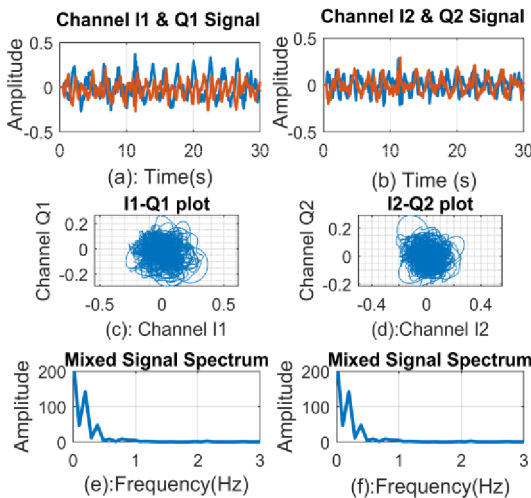 Channel I1 & Q1 Signal
Amplitude
0.5
0
-0.5
0 10 20 30
(a): Time(s)
Channel I2 & Q2 Signal
Amplitude
0.5
0
-0.5
0 10 20 30
(b) Time (s)
I1-Q1 plot
Channel Q1
0.2
0
-0.2
-0.5 0 0.5
(c): Channel I1
I2-Q2 plot
Channel Q2
0.2
0
-0.2
-0.5 0 0.5
(d):Channel I2
Mixed Signal Spectrum
Amplitude
200
100
0
0 1 2 3
(e):Frequency(Hz)
Mixed Signal Spectrum
Amplitude
200
100
0
0 1 2 3
(f):Frequency(Hz)